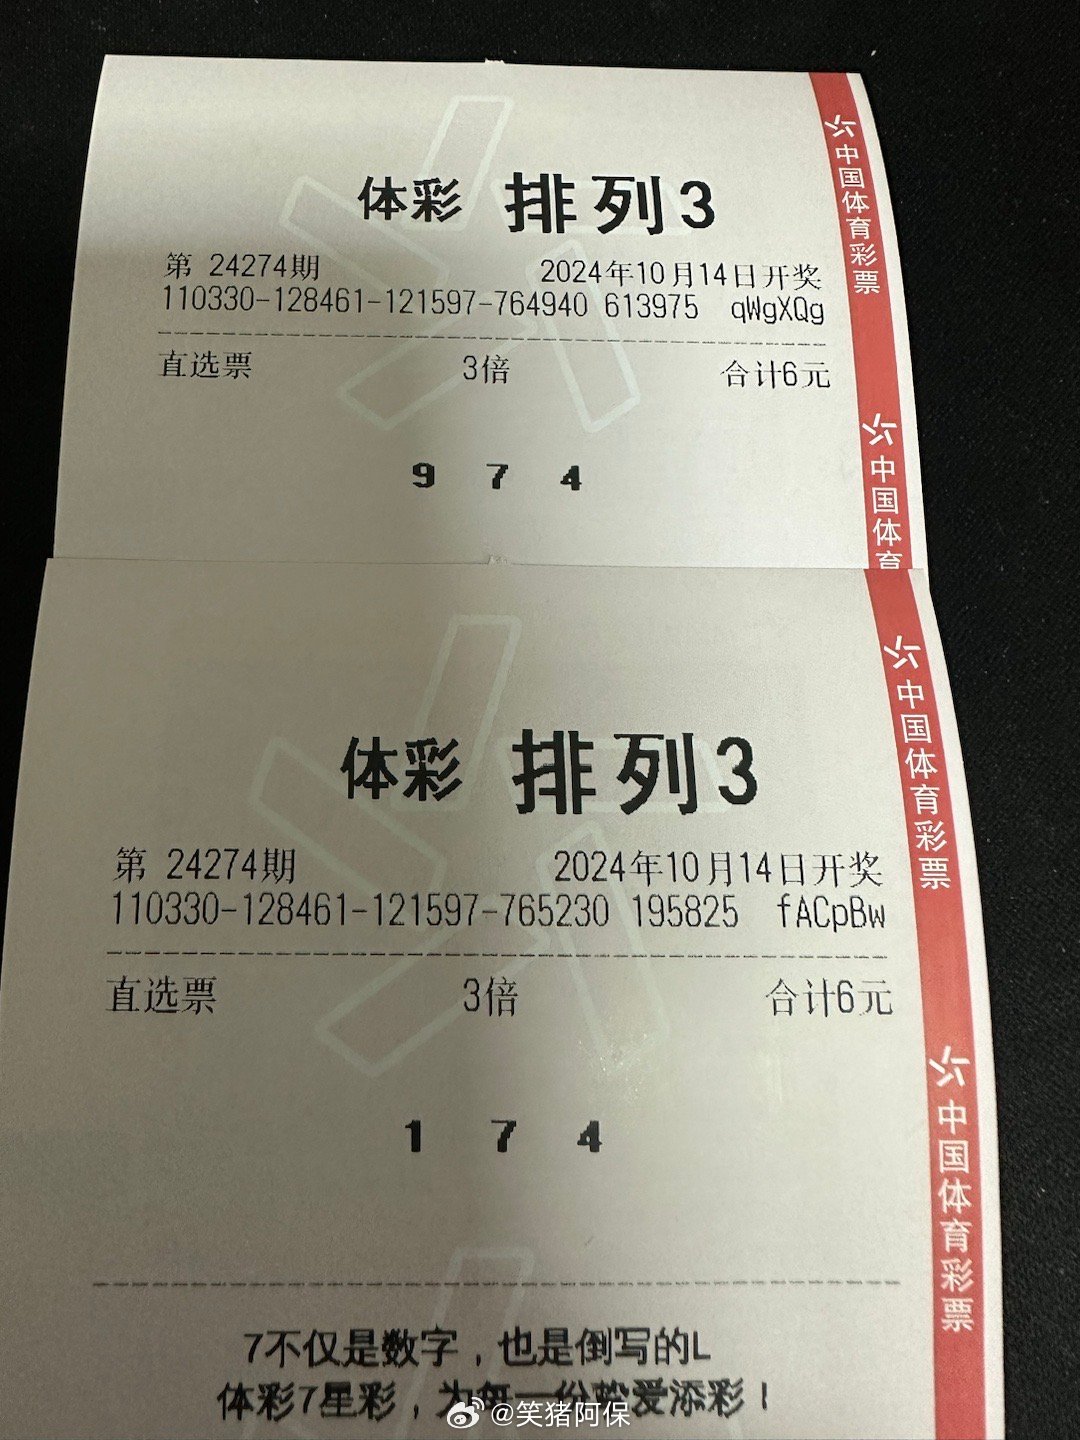 体彩 排列3
第 24274期 2024年10月14日开奖
110330-128461-121597-764940 613975 qWgXQg
直选票 3倍 合计6元
9 7 4
中国体育彩票
中国体育
体彩 排列3
第 24274期 2024年10月14日开奖
110330-128461-121597-765230 195825 fACpBw
直选票 3倍 合计6元
1 7 4
7不仅是数字，也是倒写的L
体彩7星彩，为每一份挚爱添彩！
中国体育彩票
中国体育彩票
@笑猪阿保